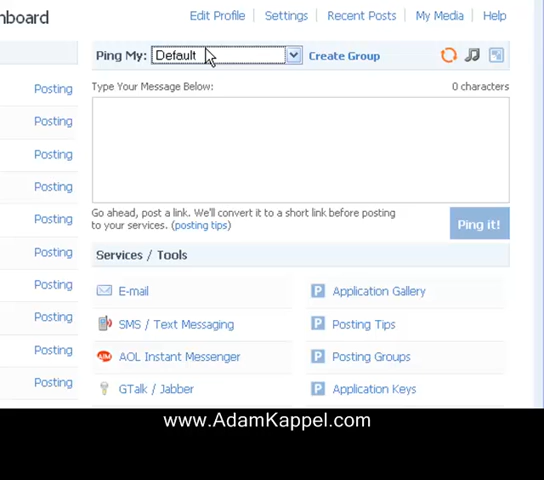 nboard
Edit Profile Settings Recent Posts My Media Help
Ping My: Default Create Group
Posting
Type Your Message Below: 0 characters
Posting
Posting
Posting
Posting
Go ahead, post a link. We'll convert it to a short link before posting
to your services. (posting tips)
Ping it!
Posting
Services / Tools
Posting
E-mail Application Gallery
Posting
SMS / Text Messaging Posting Tips
Posting
AOL Instant Messenger Posting Groups
Posting
GTalk / Jabber Application Keys
www.AdamKappel.com